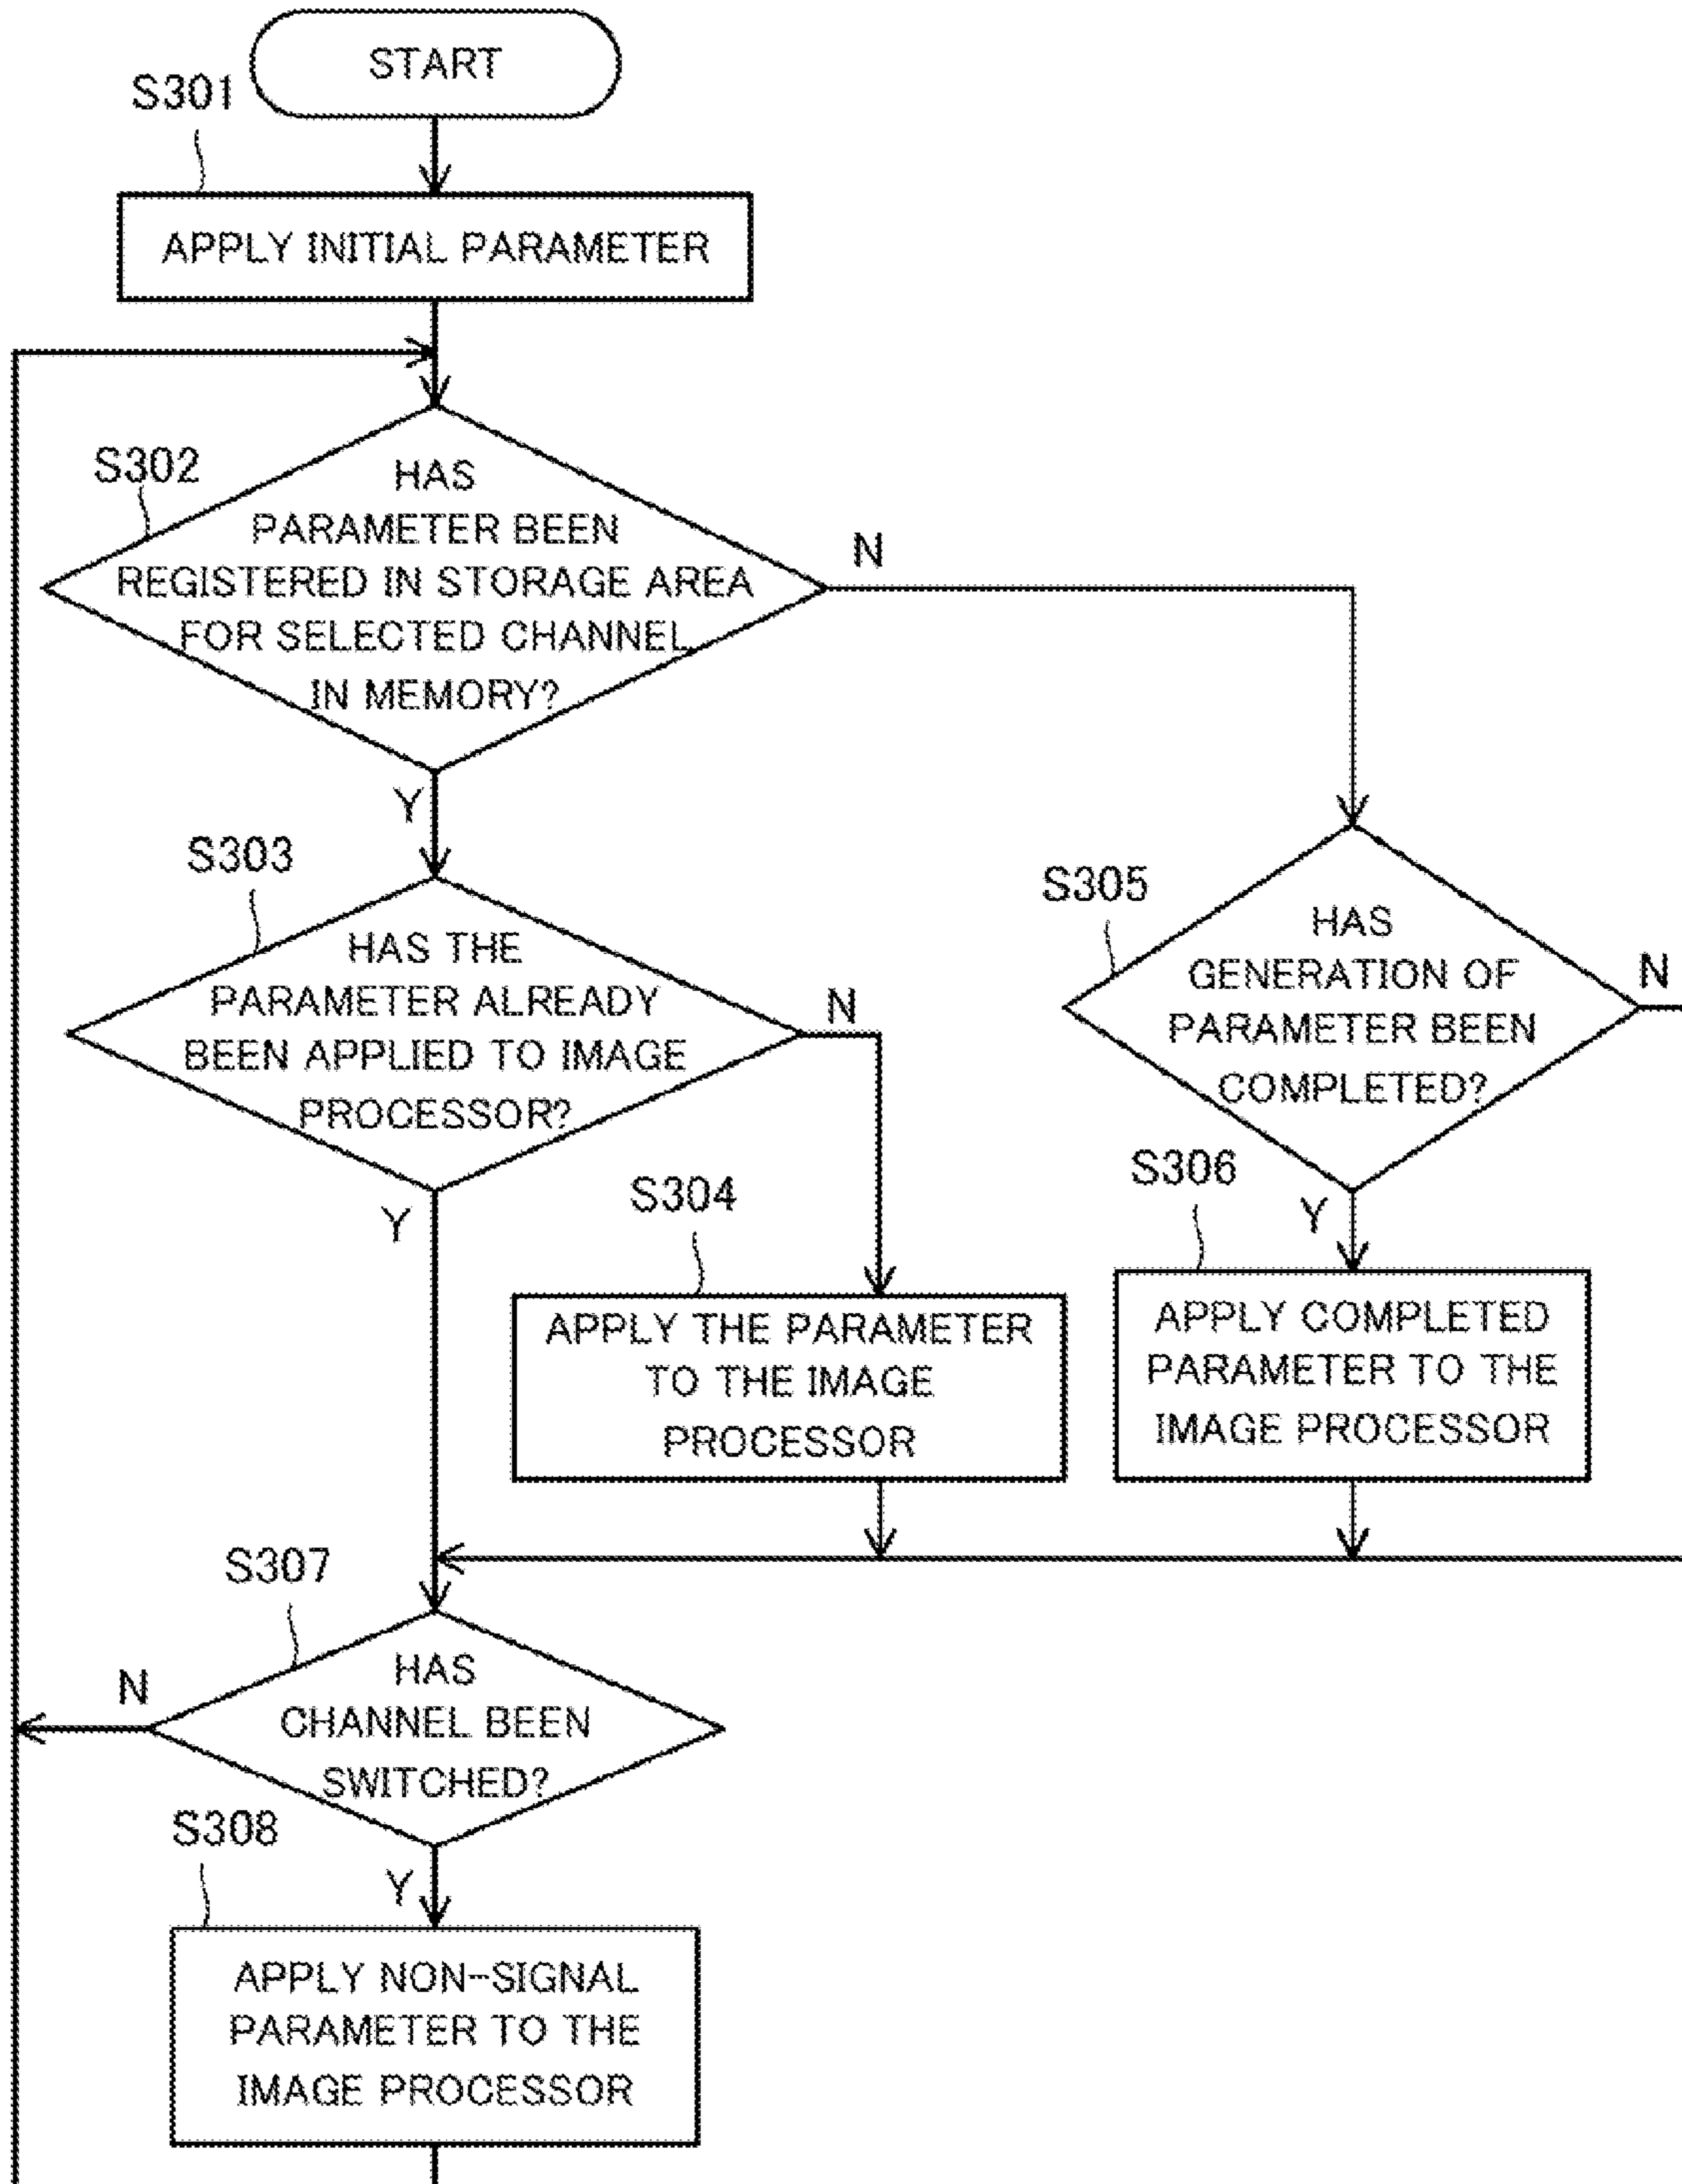 START
S301
APPLY INITIAL PARAMETER
S302
HAS
PARAMETER BEEN
REGISTERED IN STORAGE AREA
FOR SELECTED CHANNEL
IN MEMORY?
N
Y
S303
HAS THE
PARAMETER ALREADY
BEEN APPLIED TO IMAGE
PROCESSOR?
N
Y
S305
HAS
GENERATION OF
PARAMETER BEEN
COMPLETED?
N
Y
S304
APPLY THE PARAMETER
TO THE IMAGE
PROCESSOR
S306
APPLY COMPLETED
PARAMETER TO THE
IMAGE PROCESSOR
S307
HAS
CHANNEL BEEN
SWITCHED?
N
Y
S308
APPLY NON-SIGNAL
PARAMETER TO THE
IMAGE PROCESSOR